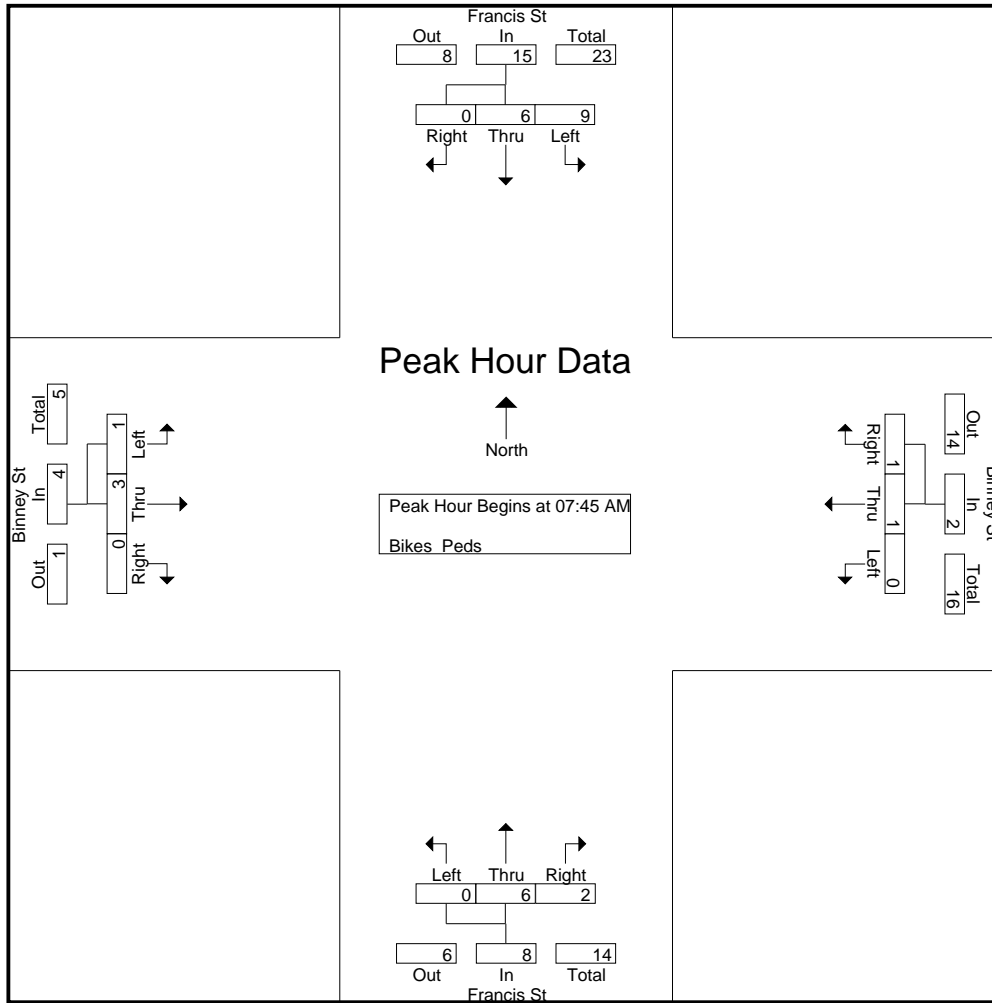 Francis St
Out In Total
8 15 23
0 6 9
Right Thru Left
Peak Hour Data
North
Peak Hour Begins at 07:45 AM
Bikes Peds
Binney St
Total In Out
5 4 1
1 3 0
Left Thru Right
Binney St
Out In Total
14 2 16
1 1 0
Right Thru Left
Left Thru Right
0 6 2
6 8 14
Out In Total
Francis St